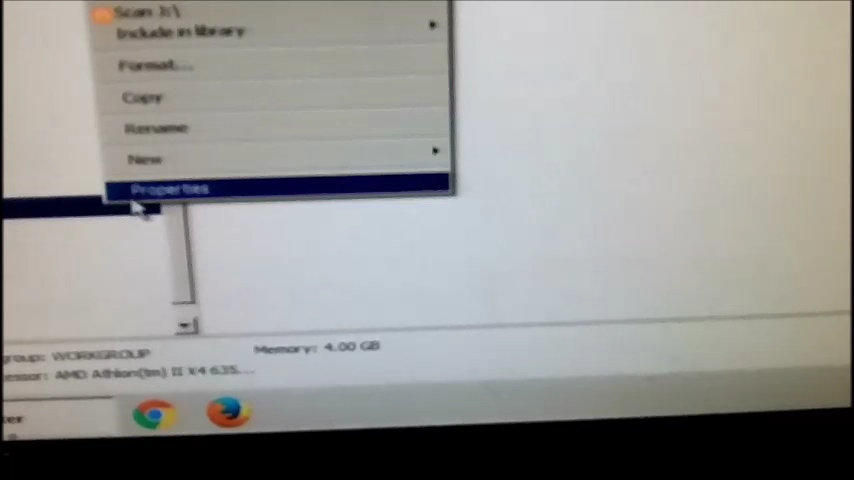 Scan J:\
Include in library
Format...
Copy
Rename
New
Properties
group: WORKGROUP
Memory: 4.00 GB
essor: AMD Athlon(tm) II X4 635...
ter